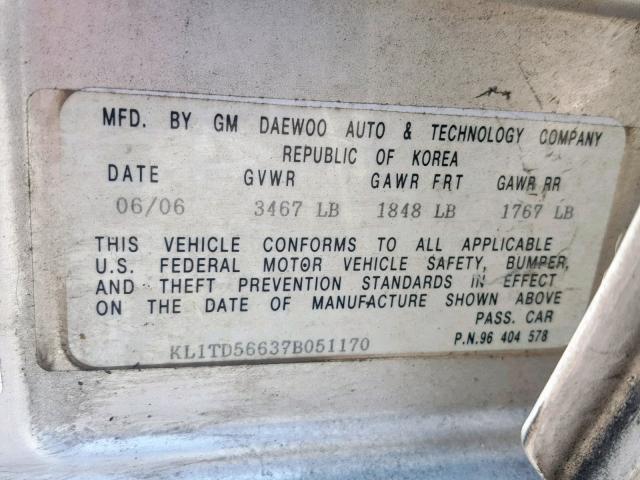 MFD. BY GM DAEWOO AUTO & TECHNOLOGY COMPANY
REPUBLIC OF KOREA
DATE GVWR GAWR FRT GAWR RR
06/06 3467 LB 1848 LB 1767 LB
THIS VEHICLE CONFORMS TO ALL APPLICABLE
U.S. FEDERAL MOTOR VEHICLE SAFETY, BUMPER,
AND THEFT PREVENTION STANDARDS IN EFFECT
ON THE DATE OF MANUFACTURE SHOWN ABOVE
PASS. CAR
KL1TD56637B051170 P.N.96 404 578